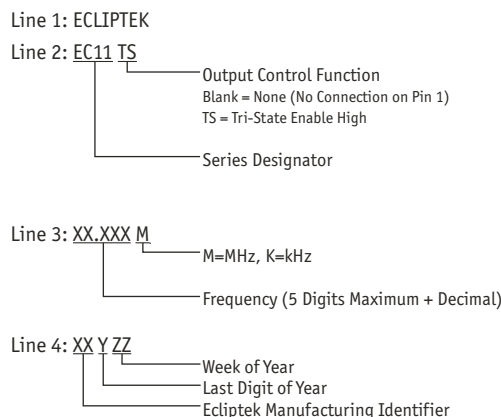 Line 1: ECLIPTEK
Line 2: EC11 TS
Output Control Function
Blank = None (No Connection on Pin 1)
TS = Tri-State Enable High
Series Designator
Line 3: XX.XXX M
M=MHz, K=kHz
Frequency (5 Digits Maximum + Decimal)
Line 4: XX Y ZZ
Week of Year
Last Digit of Year
Ecliptek Manufacturing Identifier